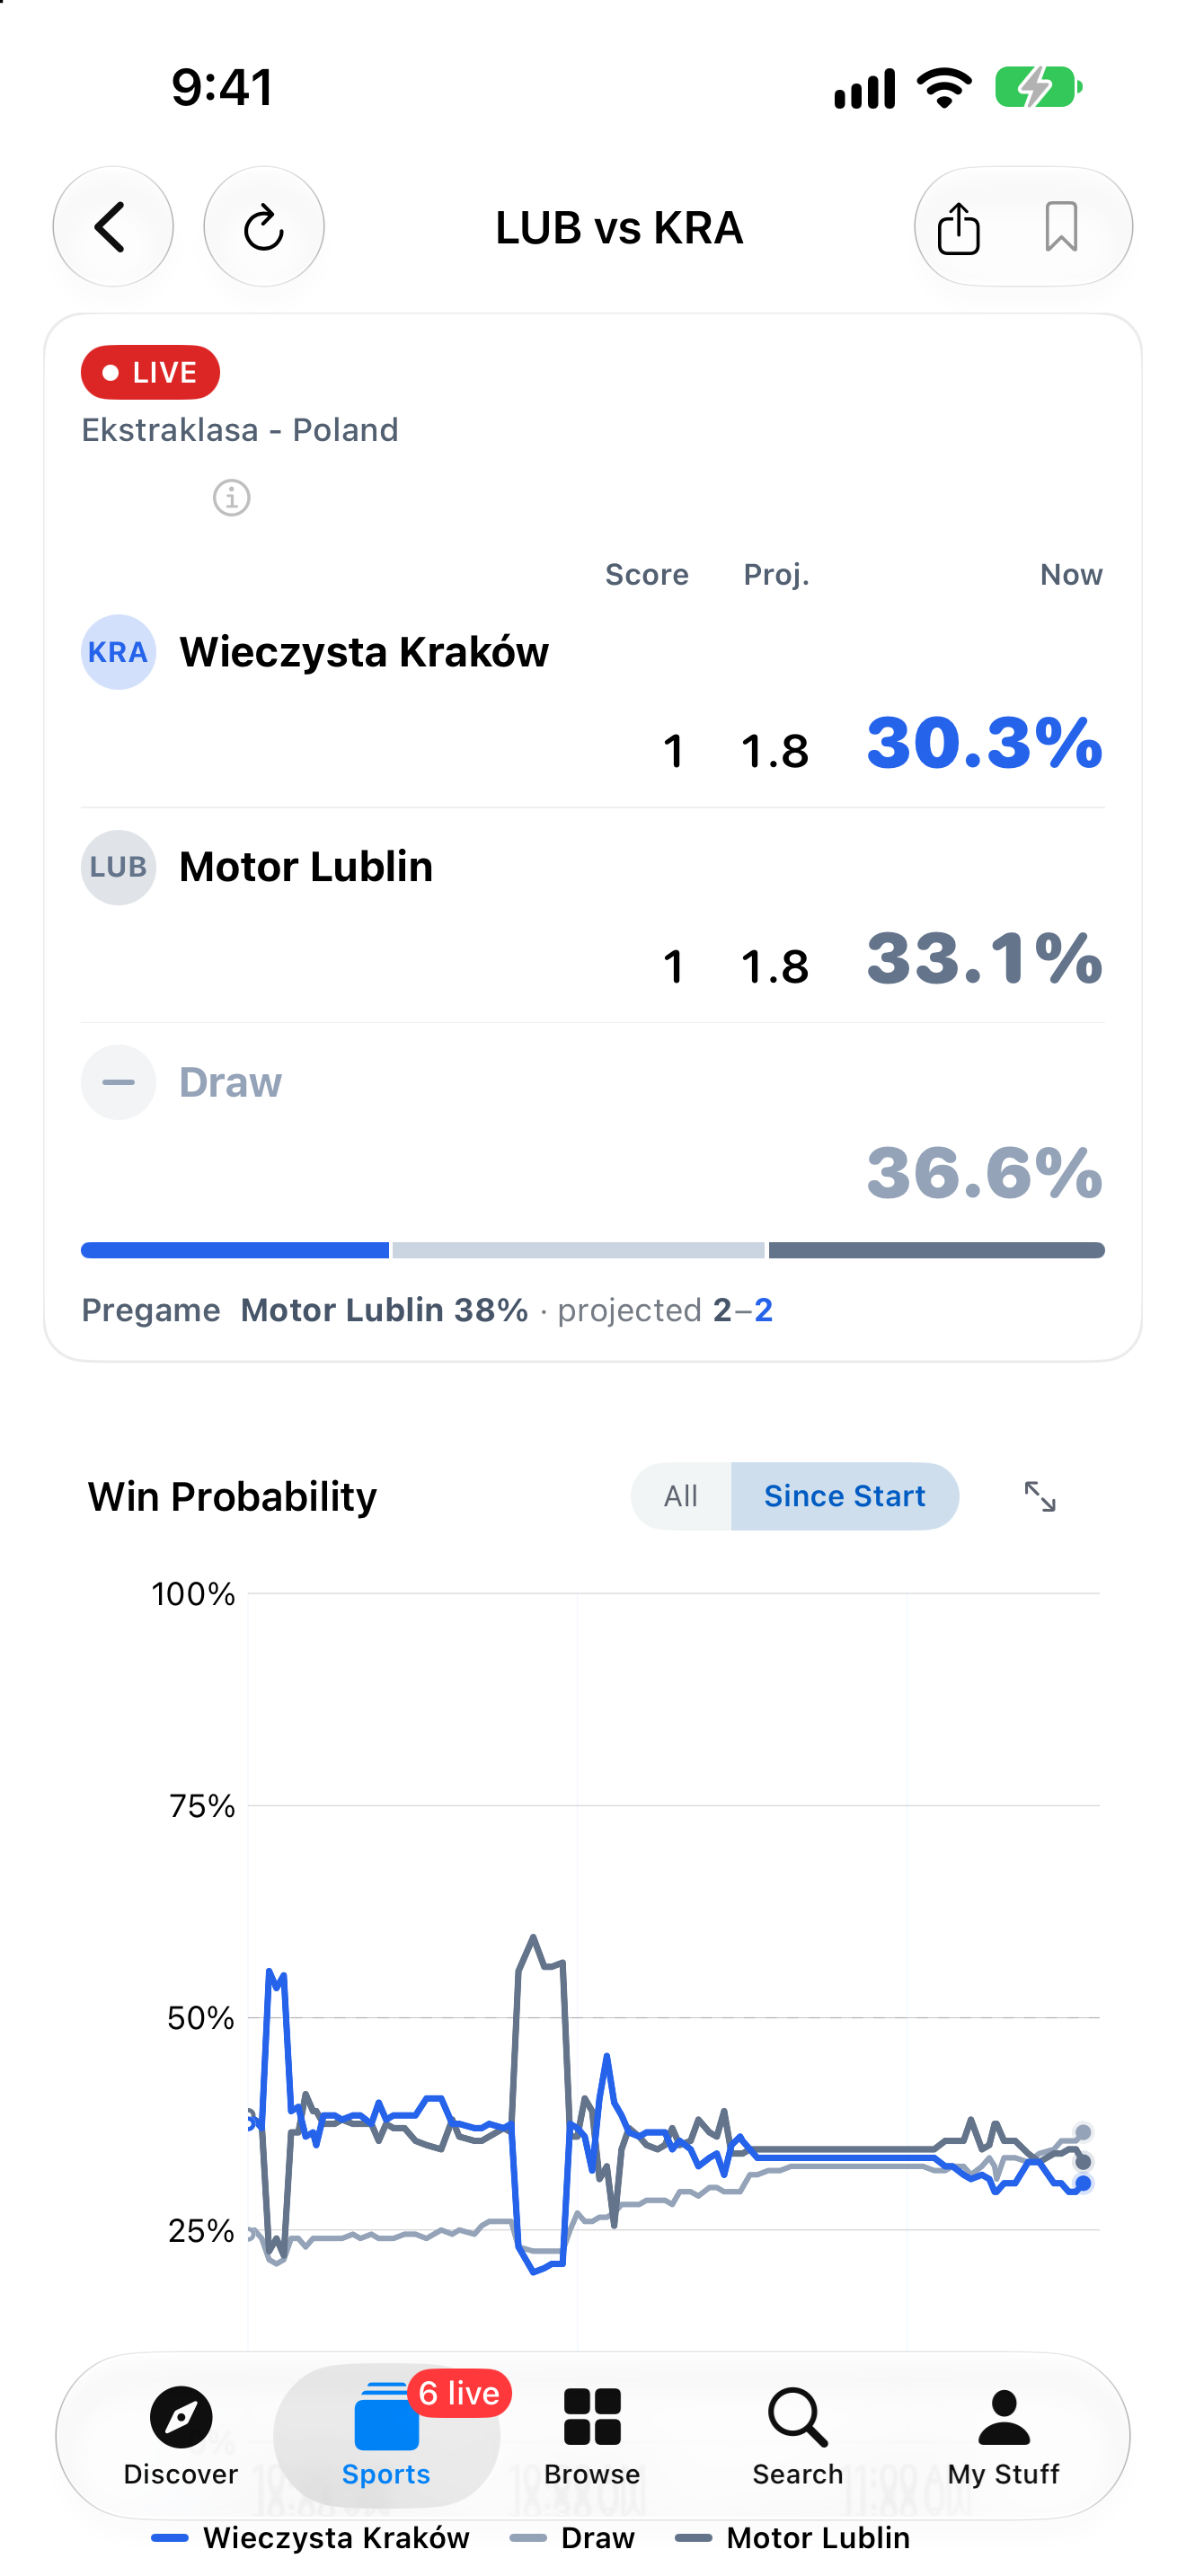 9:41
LUB vs KRA
LIVE
Ekstraklasa - Poland
Score Proj. Now
KRA Wieczysta Kraków
1 1.8 30.3%
LUB Motor Lublin
1 1.8 33.1%
Draw
36.6%
Pregame Motor Lublin 38% · projected 2–2
Win Probability All Since Start
100%
75%
50%
25%
6 live
Discover Sports Browse Search My Stuff
Wieczysta Kraków Draw Motor Lublin